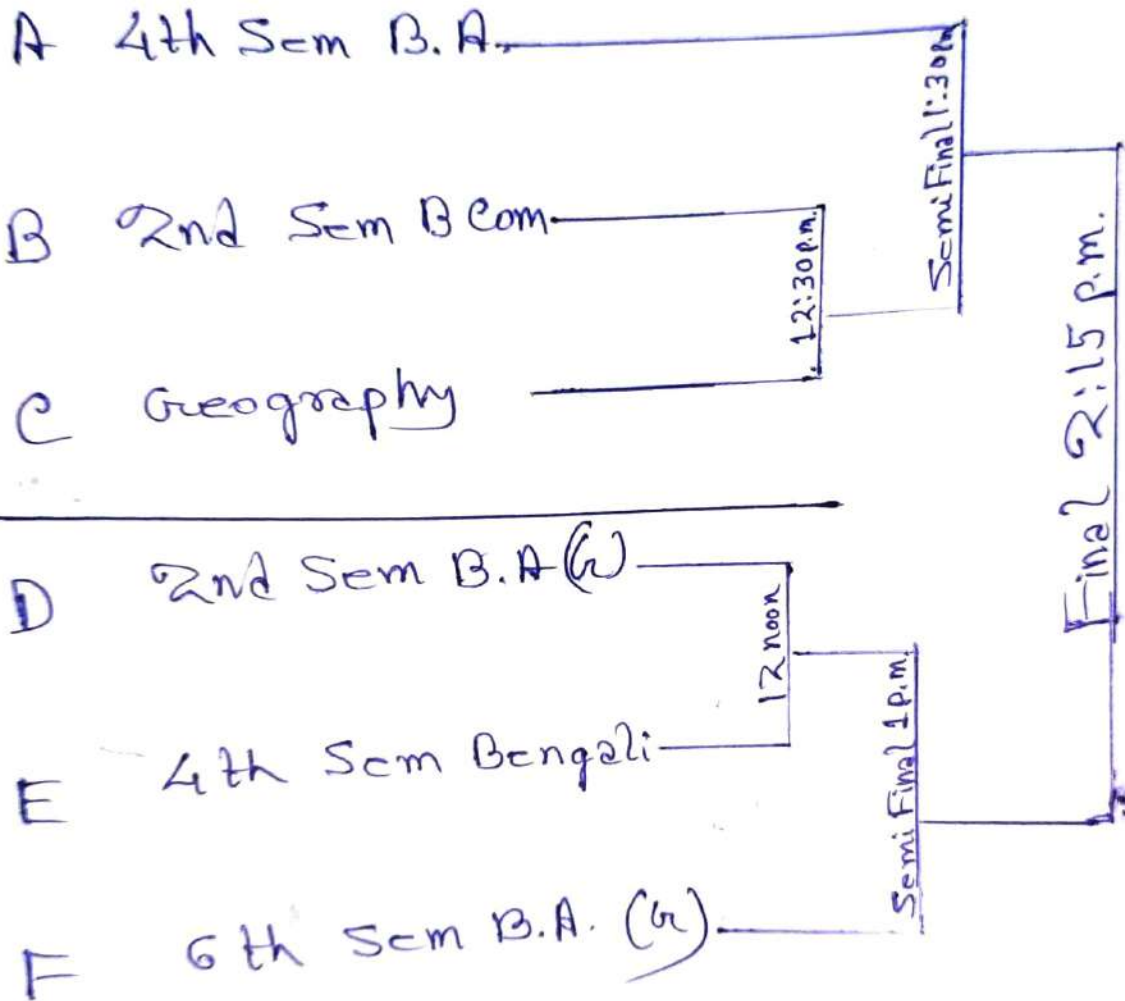 A 4th Sem B.A.
Semi Final 1:30 p.m
B 2nd Sem B Com
12:30 p.m.
C Geography
Final 2:15 p.m.
D 2nd Sem B.A (G)
12 noon
E 4th Sem Bengali
Semi Final 1 p.m.
F 6th Sem B.A. (G)